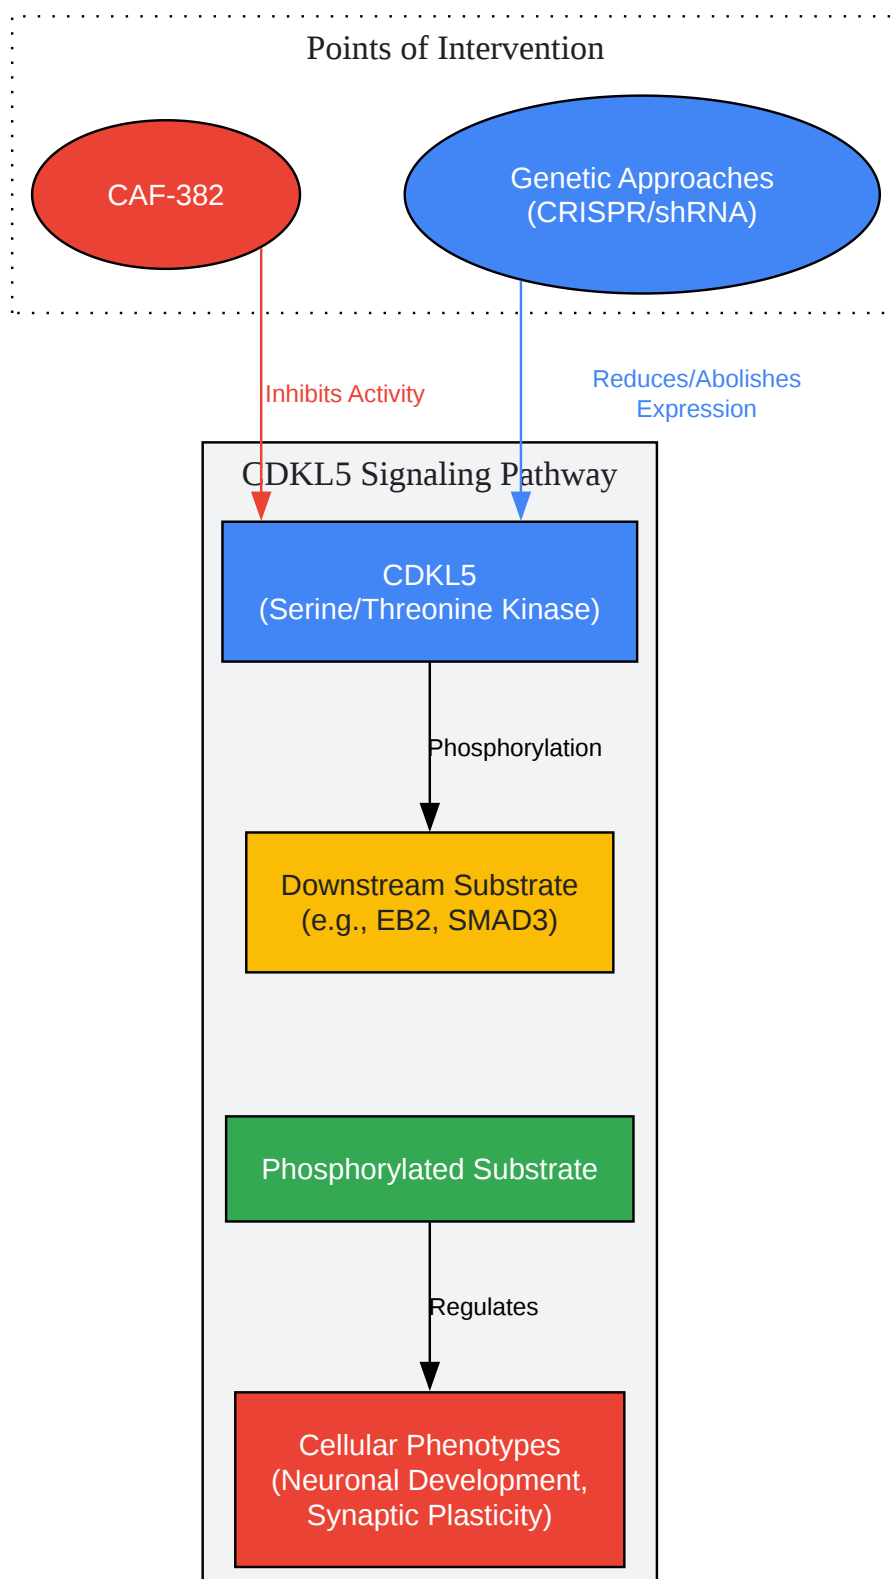 Points of Intervention
CAF-382
Genetic Approaches
(CRISPR/shRNA)
Inhibits Activity
Reduces/Abolishes
Expression
CDKL5 Signaling Pathway
CDKL5
(Serine/Threonine Kinase)
Phosphorylation
Downstream Substrate
(e.g., EB2, SMAD3)
Phosphorylated Substrate
Regulates
Cellular Phenotypes
(Neuronal Development,
Synaptic Plasticity)